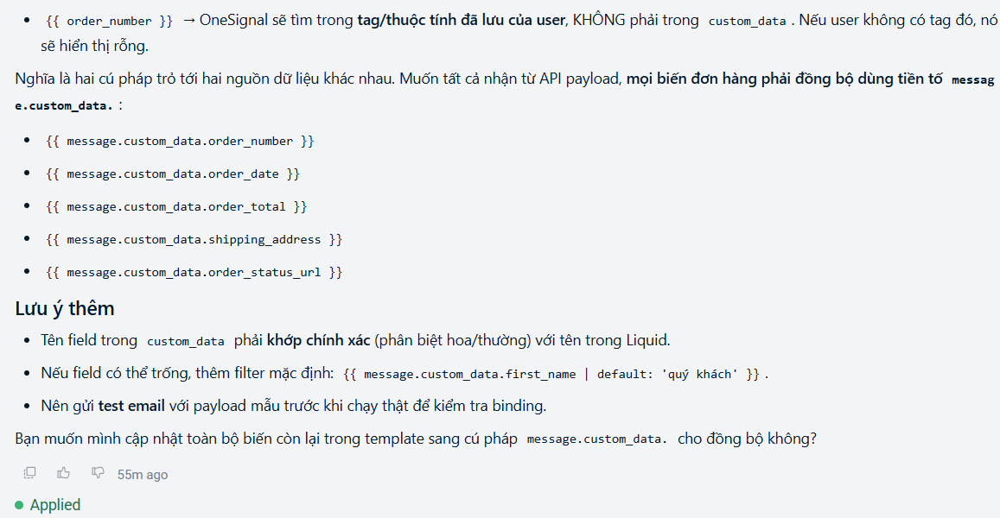 • {{ order_number }} → OneSignal sẽ tìm trong tag/thuộc tính đã lưu của user, KHÔNG phải trong custom_data . Nếu user không có tag đó, nó
sẽ hiển thị rỗng.
Nghĩa là hai cú pháp trỏ tới hai nguồn dữ liệu khác nhau. Muốn tất cả nhận từ API payload, mọi biến đơn hàng phải đồng bộ dùng tiền tố messag
e.custom_data. :
• {{ message.custom_data.order_number }}
• {{ message.custom_data.order_date }}
• {{ message.custom_data.order_total }}
• {{ message.custom_data.shipping_address }}
• {{ message.custom_data.order_status_url }}
Lưu ý thêm
• Tên field trong custom_data phải khớp chính xác (phân biệt hoa/thường) với tên trong Liquid.
• Nếu field có thể trống, thêm filter mặc định: {{ message.custom_data.first_name | default: 'quý khách' }} .
• Nên gửi test email với payload mẫu trước khi chạy thật để kiểm tra binding.
Bạn muốn mình cập nhật toàn bộ biến còn lại trong template sang cú pháp message.custom_data. cho đồng bộ không?
55m ago
Applied